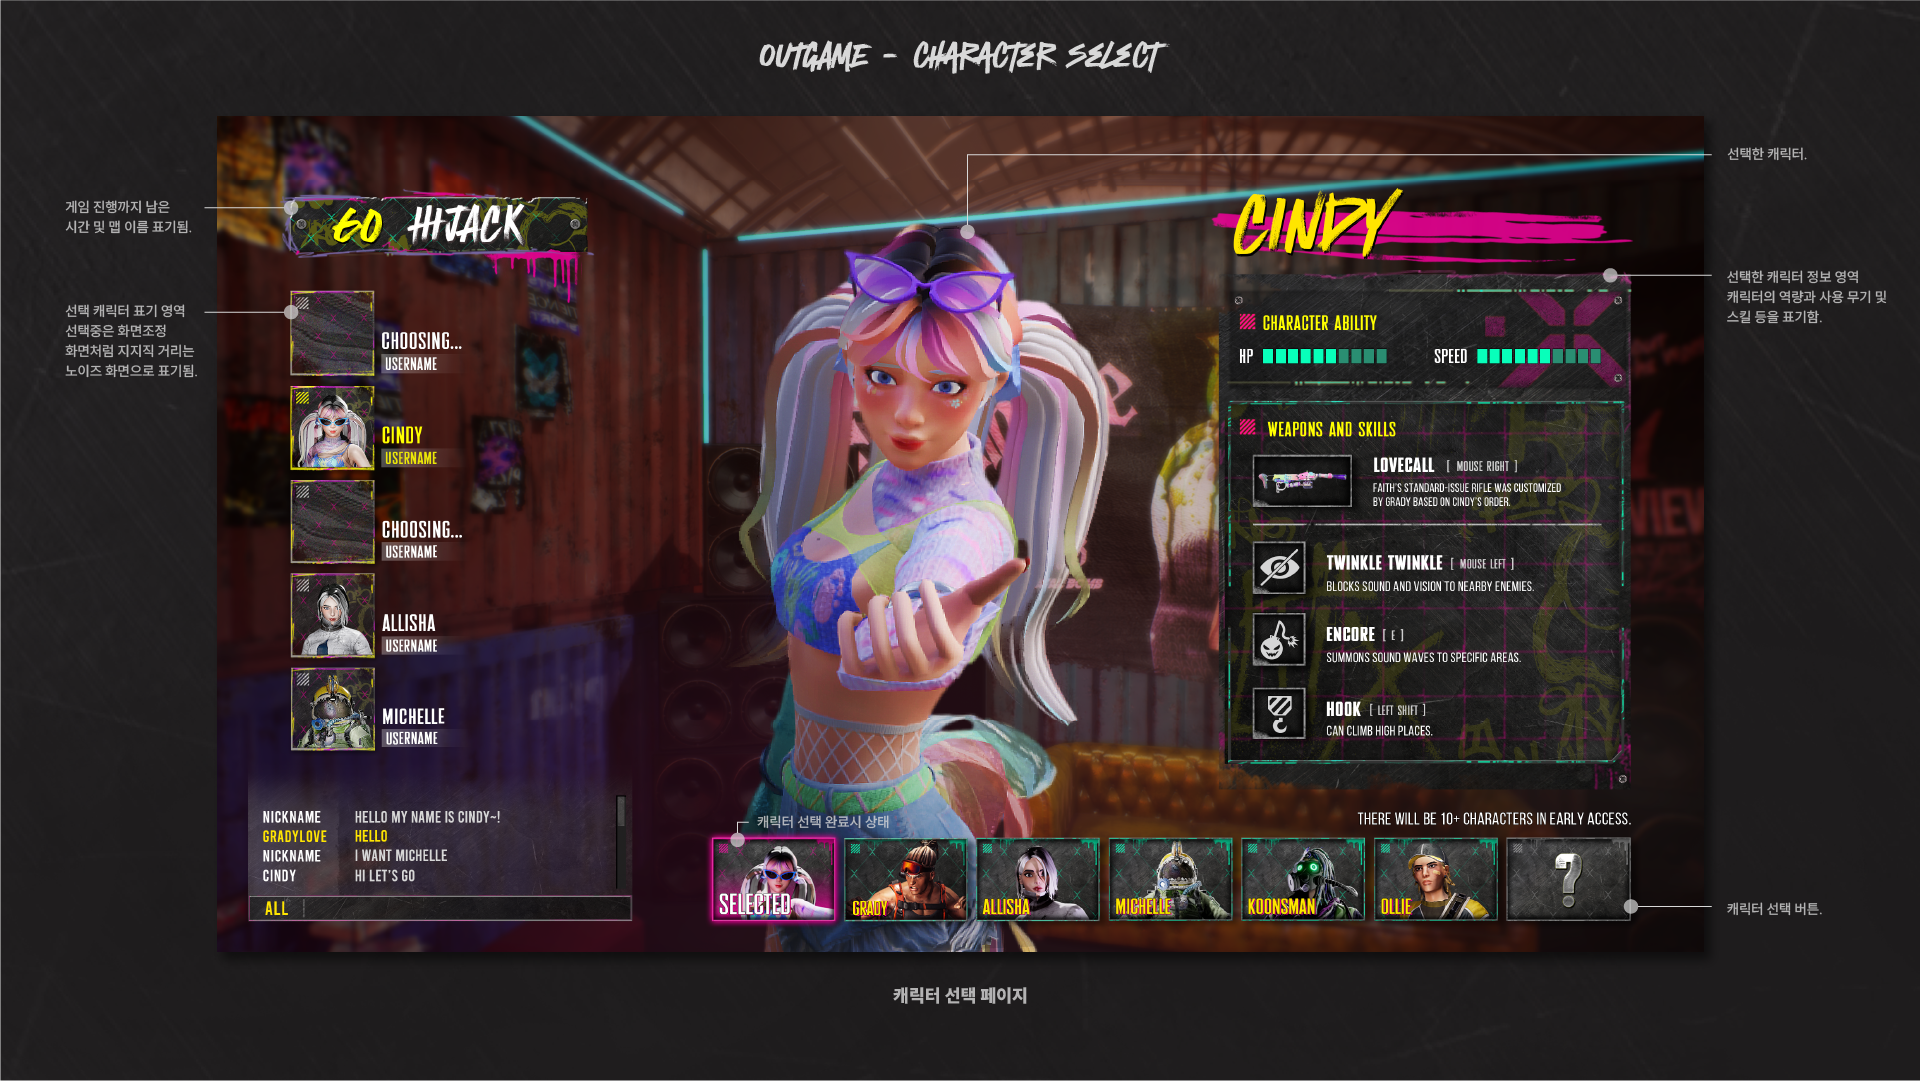 OUTGAME - CHARACTER SELECT
게임 진행까지 남은
시간 및 맵 이름 표기됨.
60 HIJACK
선택 캐릭터 표기 영역
선택중은 화면조정
화면처럼 지지직 거리는
노이즈 화면으로 표기됨.
CHOOSING...
USERNAME
CINDY
USERNAME
CHOOSING...
USERNAME
ALLISHA
USERNAME
MICHELLE
USERNAME
NICKNAME HELLO MY NAME IS CINDY~!
GRADYLOVE HELLO
NICKNAME I WANT MICHELLE
CINDY HI LET'S GO
ALL
선택한 캐릭터.
CINDY
선택한 캐릭터 정보 영역
캐릭터의 역량과 사용 무기 및
스킬 등을 표기함.
CHARACTER ABILITY
HP SPEED
WEAPONS AND SKILLS
LOVECALL [ MOUSE RIGHT ]
FAITH'S STANDARD-ISSUE RIFLE WAS CUSTOMIZED
BY GRADY BASED ON CINDY'S ORDER.
TWINKLE TWINKLE [ MOUSE LEFT ]
BLOCKS SOUND AND VISION TO NEARBY ENEMIES.
ENCORE [ E ]
SUMMONS SOUND WAVES TO SPECIFIC AREAS.
HOOK [ LEFT SHIFT ]
CAN CLIMB HIGH PLACES.
THERE WILL BE 10+ CHARACTERS IN EARLY ACCESS.
캐릭터 선택 완료시 상태
SELECTED
GRADY
ALLISHA
MICHELLE
KOONSMAN
OLLIE
?
캐릭터 선택 버튼.
캐릭터 선택 페이지